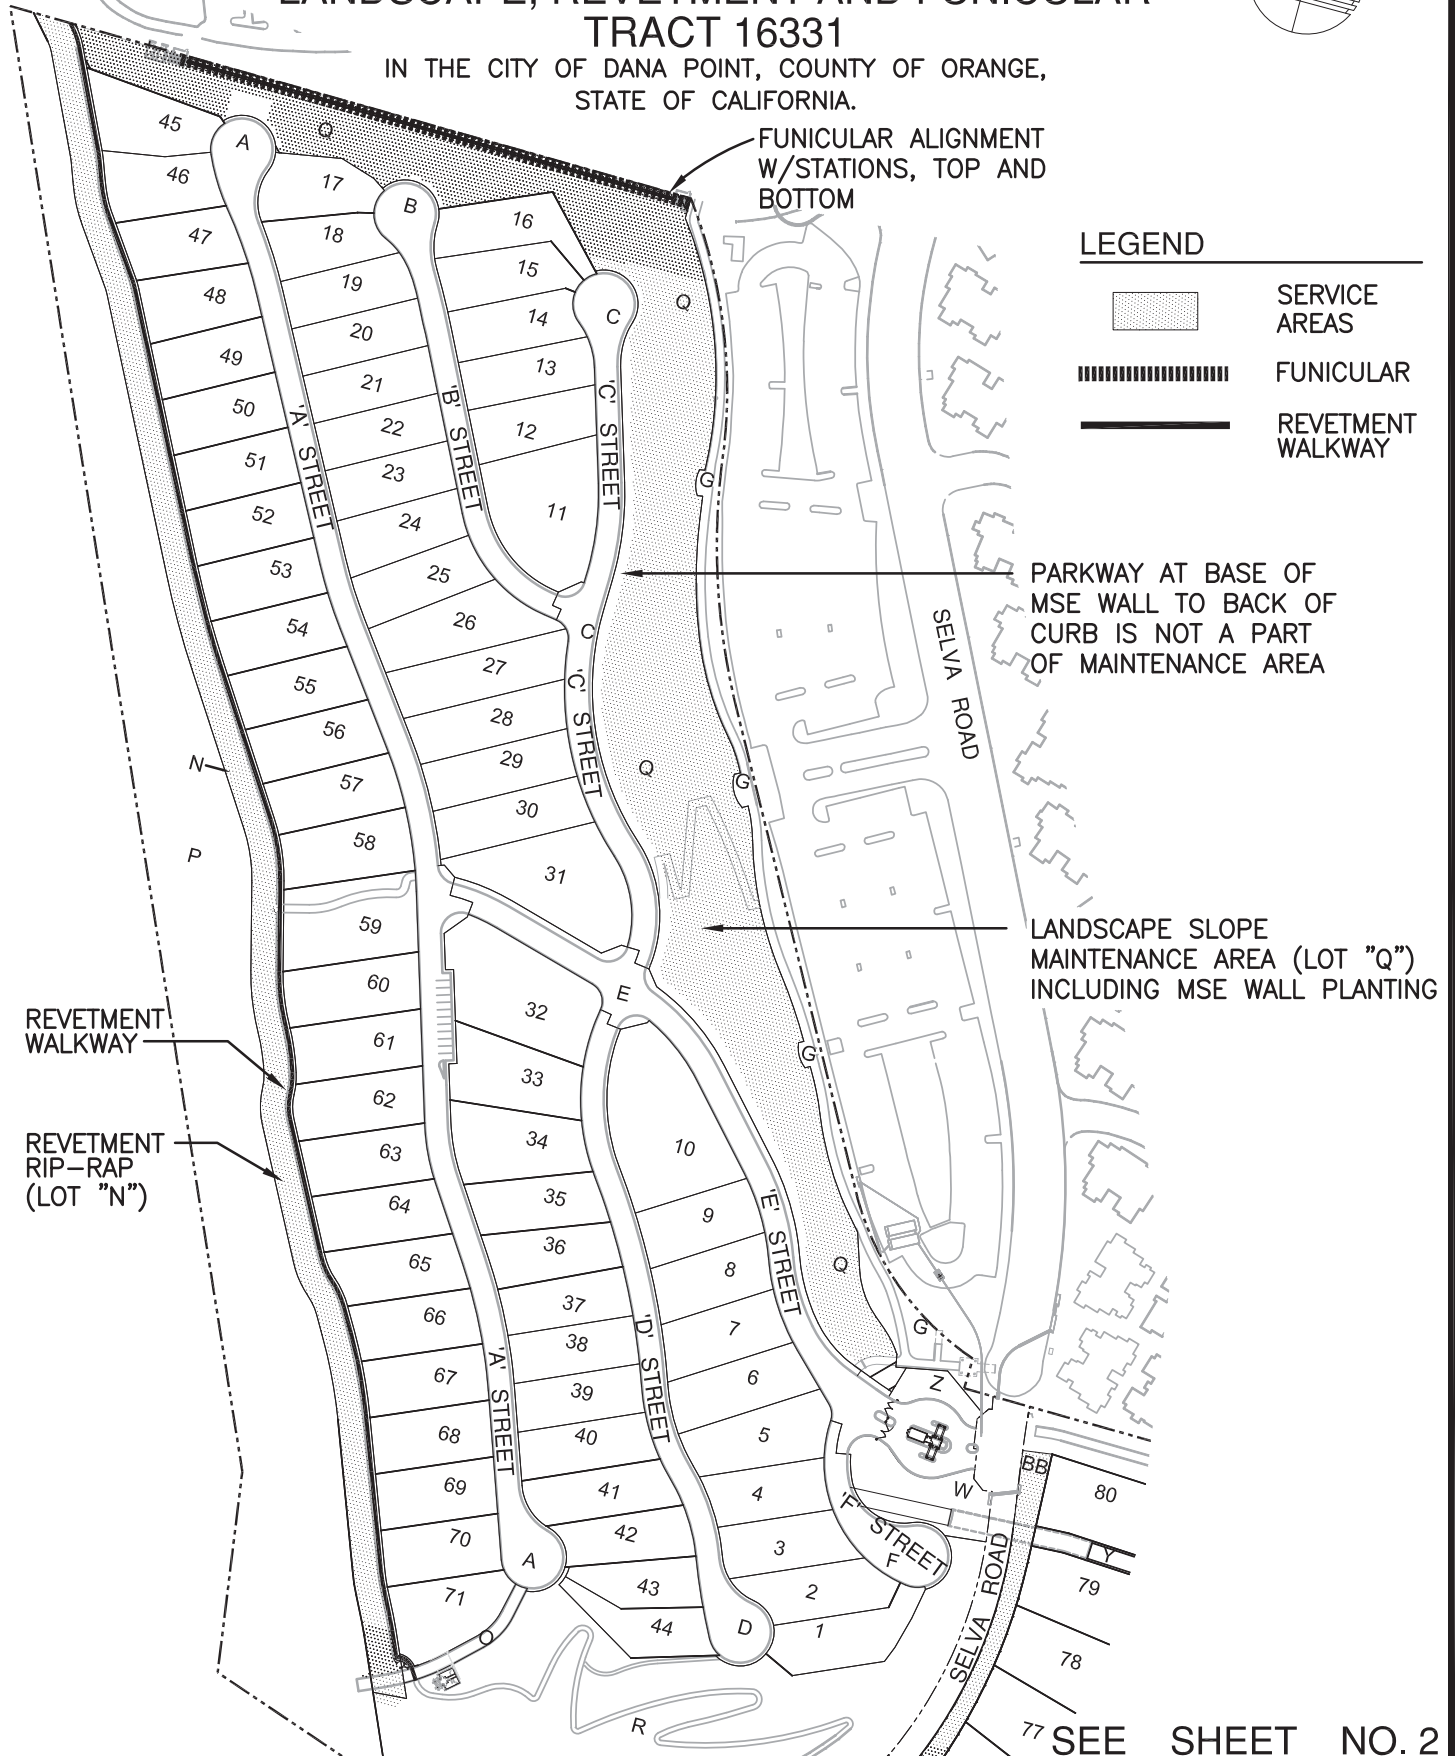 LANDSCAPE, REVETMENT AND FUNICULAR
TRACT 16331
IN THE CITY OF DANA POINT, COUNTY OF ORANGE,
STATE OF CALIFORNIA.
FUNICULAR ALIGNMENT
W/STATIONS, TOP AND
BOTTOM
LEGEND
SERVICE
AREAS
FUNICULAR
REVETMENT
WALKWAY
PARKWAY AT BASE OF
MSE WALL TO BACK OF
CURB IS NOT A PART
OF MAINTENANCE AREA
LANDSCAPE SLOPE
MAINTENANCE AREA (LOT "Q")
INCLUDING MSE WALL PLANTING
REVETMENT
WALKWAY
REVETMENT
RIP-RAP
(LOT "N")
SELVA ROAD
'A' STREET
'B' STREET
'C' STREET
'C' STREET
'A' STREET
'D' STREET
'E' STREET
'F' STREET
SELVA ROAD
A
B
C
C
E
A
D
F
Q
Q
Q
Q
G
G
G
G
N
P
O
R
Z
W
BB
Y
45
46
47
48
49
50
51
52
53
54
55
56
57
58
59
60
61
62
63
64
65
66
67
68
69
70
71
17
18
19
20
21
22
23
24
25
26
27
28
29
30
31
16
15
14
13
12
11
32
33
34
35
36
37
38
39
40
41
42
43
44
10
9
8
7
6
5
4
3
2
1
80
79
78
77
SEE SHEET NO. 2